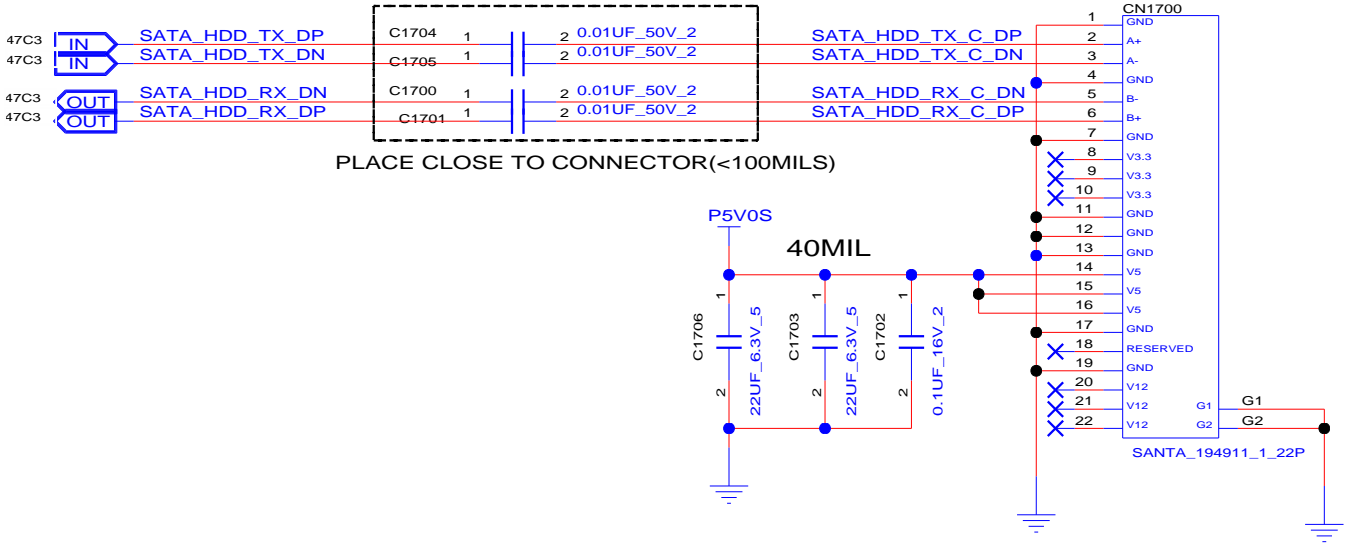 CN1700
47C3 IN SATA_HDD_TX_DP C1704 1 2 0.01UF_50V_2 SATA_HDD_TX_C_DP 2 A+
47C3 IN SATA_HDD_TX_DN C1705 1 2 0.01UF_50V_2 SATA_HDD_TX_C_DN 3 A-
47C3 OUT SATA_HDD_RX_DN C1700 1 2 0.01UF_50V_2 SATA_HDD_RX_C_DN 5 B-
47C3 OUT SATA_HDD_RX_DP C1701 1 2 0.01UF_50V_2 SATA_HDD_RX_C_DP 6 B+
PLACE CLOSE TO CONNECTOR(<100MILS)
1 GND
4 GND
7 GND
8 V3.3
9 V3.3
10 V3.3
11 GND
12 GND
13 GND
14 V5
15 V5
16 V5
17 GND
18 RESERVED
19 GND
20 V12
21 V12 G1 G1
22 V12 G2 G2
SANTA_194911_1_22P
P5V0S
40MIL
1 C1706 22UF_6.3V_5 2
1 C1703 22UF_6.3V_5 2
1 C1702 0.1UF_16V_2 2